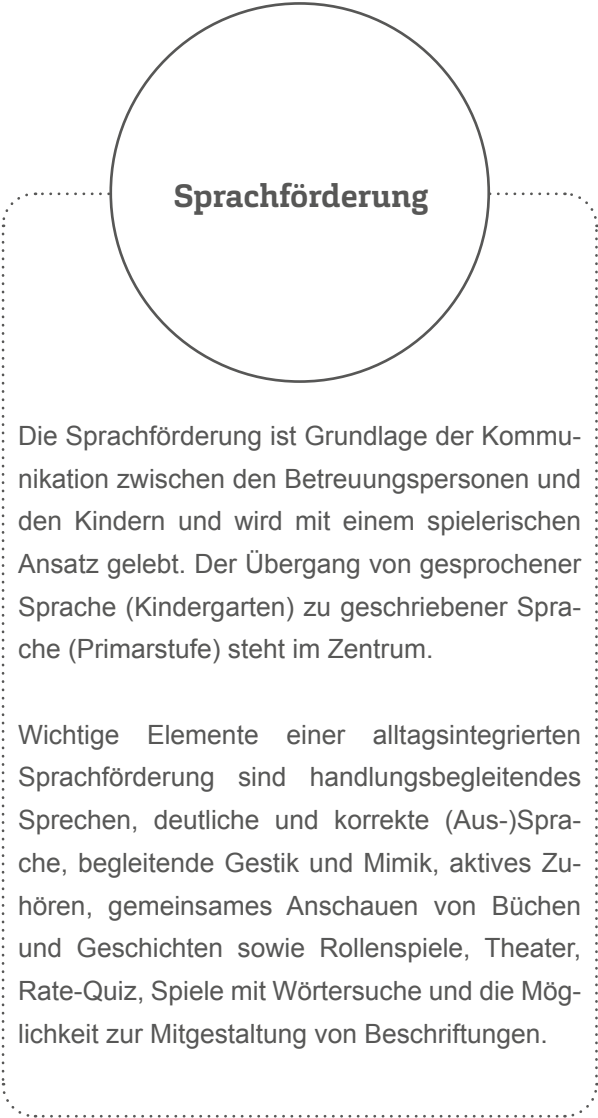 Sprachförderung
Die Sprachförderung ist Grundlage der Kommu-
nikation zwischen den Betreuungspersonen und
den Kindern und wird mit einem spielerischen
Ansatz gelebt. Der Übergang von gesprochener
Sprache (Kindergarten) zu geschriebener Spra-
che (Primarstufe) steht im Zentrum.
Wichtige Elemente einer alltagsintegrierten
Sprachförderung sind handlungsbegleitendes
Sprechen, deutliche und korrekte (Aus-)Spra-
che, begleitende Gestik und Mimik, aktives Zu-
hören, gemeinsames Anschauen von Büchen
und Geschichten sowie Rollenspiele, Theater,
Rate-Quiz, Spiele mit Wörtersuche und die Mög-
lichkeit zur Mitgestaltung von Beschriftungen.